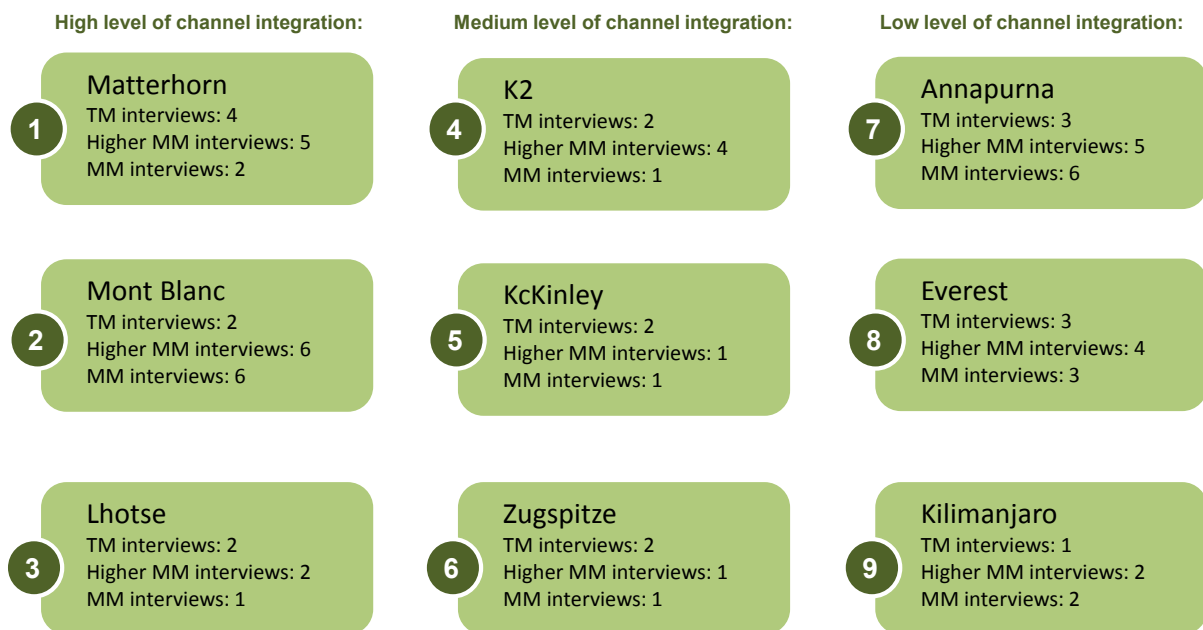 High level of channel integration:
Medium level of channel integration:
Low level of channel integration:
1
Matterhorn
TM interviews: 4
Higher MM interviews: 5
MM interviews: 2
4
K2
TM interviews: 2
Higher MM interviews: 4
MM interviews: 1
7
Annapurna
TM interviews: 3
Higher MM interviews: 5
MM interviews: 6
2
Mont Blanc
TM interviews: 2
Higher MM interviews: 6
MM interviews: 6
5
KcKinley
TM interviews: 2
Higher MM interviews: 1
MM interviews: 1
8
Everest
TM interviews: 3
Higher MM interviews: 4
MM interviews: 3
3
Lhotse
TM interviews: 2
Higher MM interviews: 2
MM interviews: 1
6
Zugspitze
TM interviews: 2
Higher MM interviews: 1
MM interviews: 1
9
Kilimanjaro
TM interviews: 1
Higher MM interviews: 2
MM interviews: 2